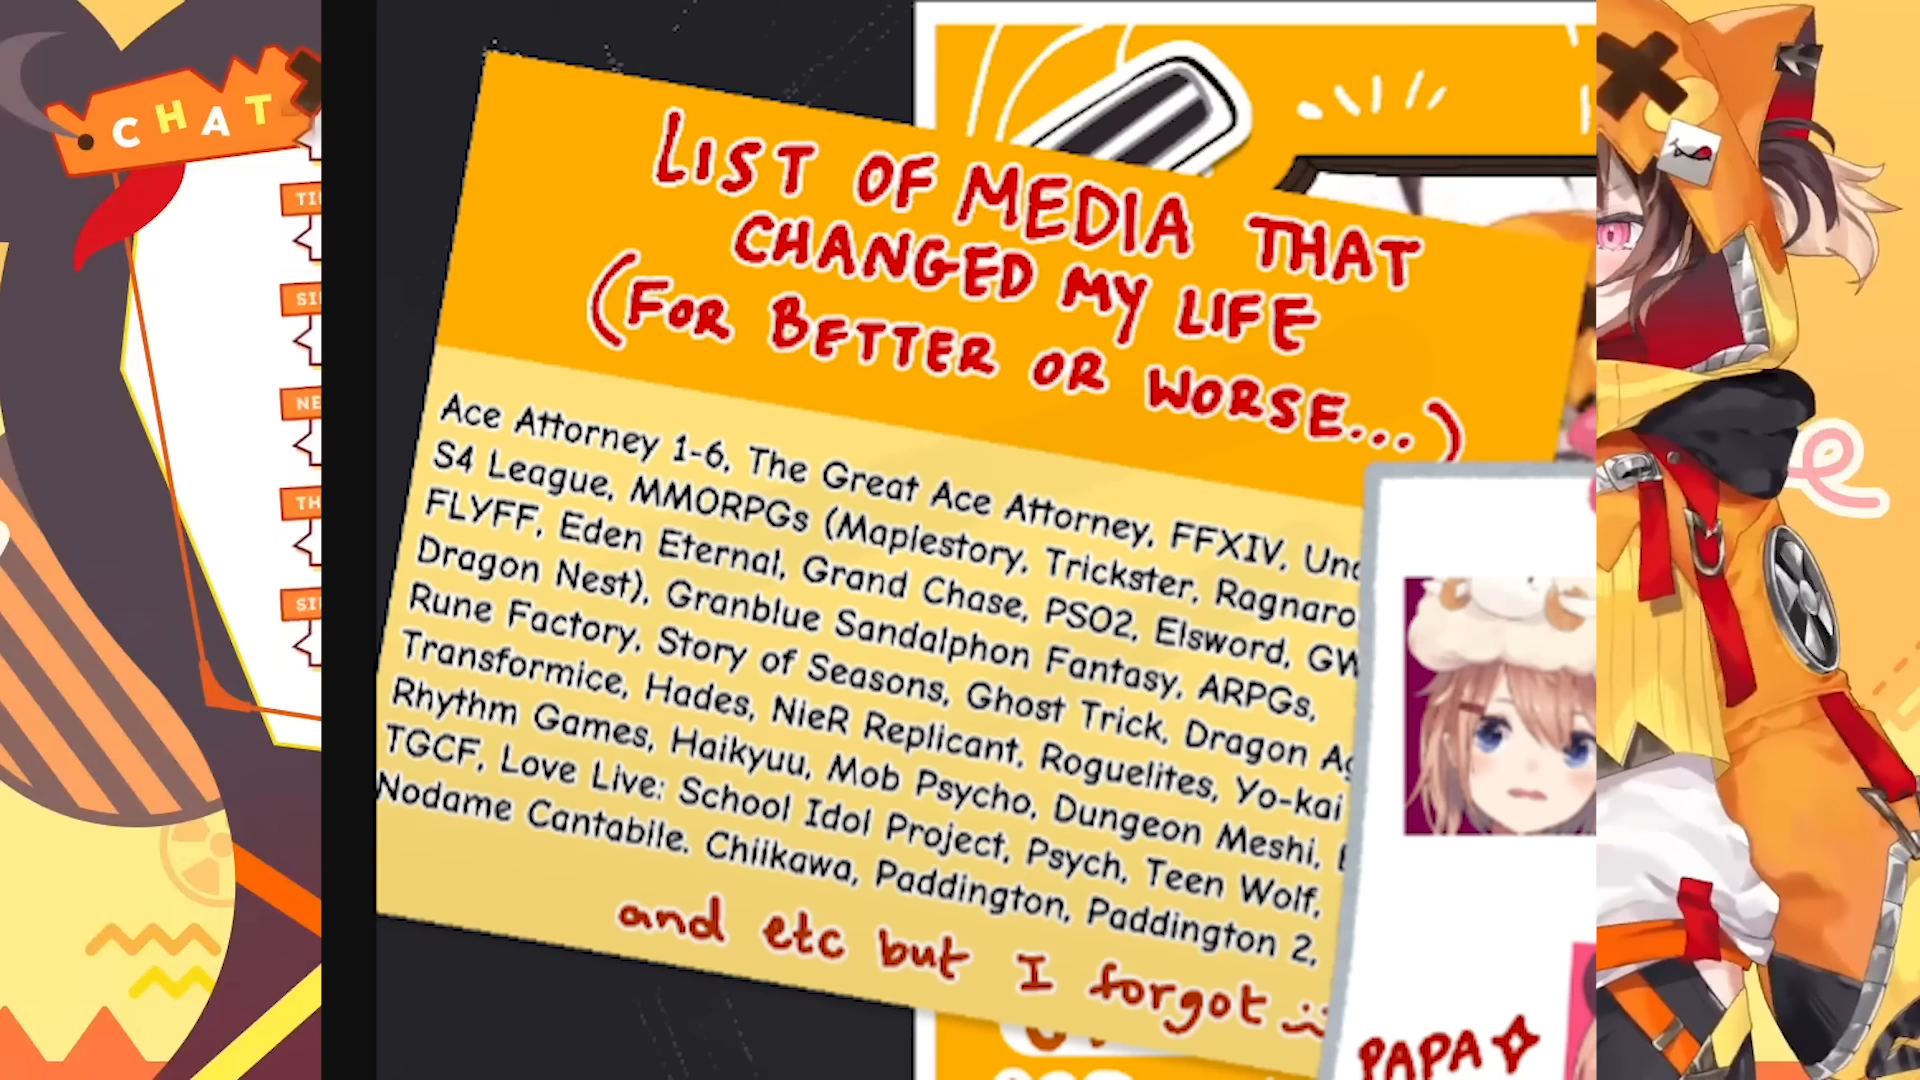 CHAT
LIST OF MEDIA THAT
CHANGED MY LIFE
(FOR BETTER OR WORSE...)
Ace Attorney 1-6, The Great Ace Attorney, FFXIV,
S4 League, MMORPGs (Maplestory, Trickster,
FLYFF, Eden Eternal, Grand Chase, PSO2, Elsword,
Dragon Nest), Granblue Sandalphon Fantasy, ARPGs,
Rune Factory, Story of Seasons, Ghost Trick, Dragon
Transformice, Hades, NieR Replicant, Roguelites, Yo-kai
Rhythm Games, Haikyuu, Mob Psycho, Dungeon Meshi,
TGCF, Love Live: School Idol Project, Psych, Teen Wolf,
Nodame Cantabile. Chiikawa, Paddington, Paddington 2,
and etc but I forgot
PAPA